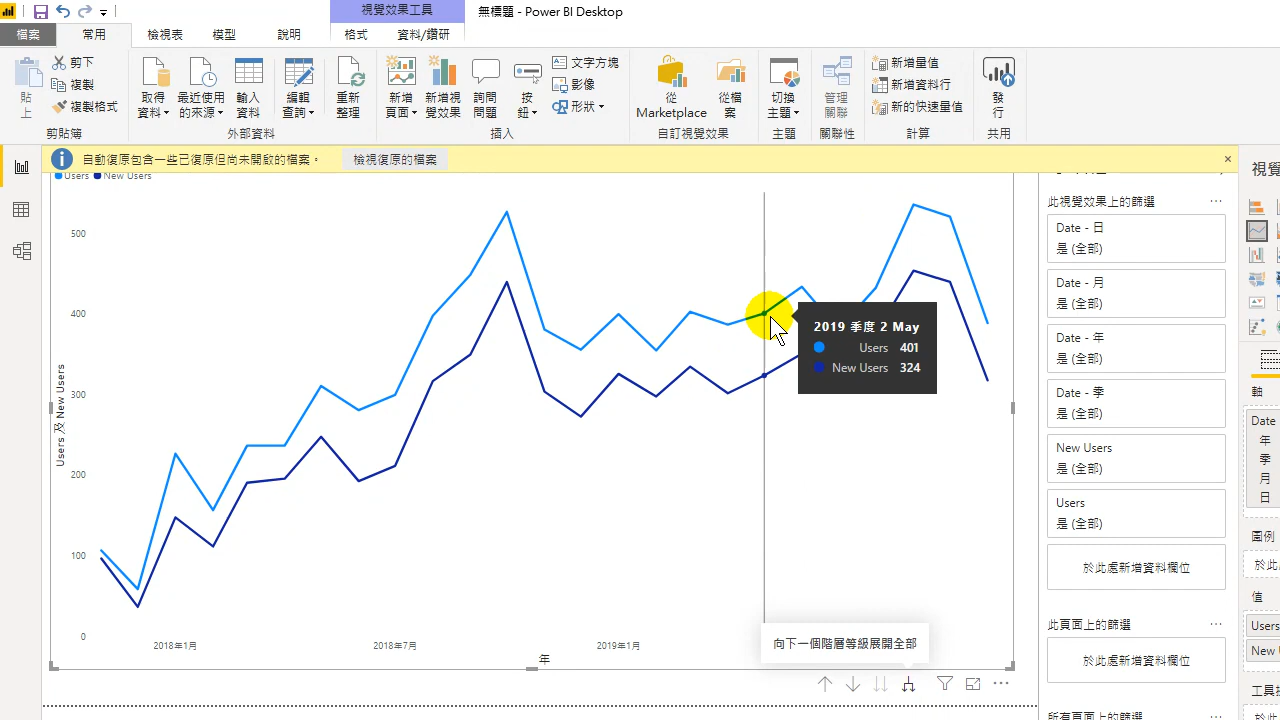 視覺效果工具
無標題 - Power BI Desktop
檔案
常用
檢視表
模型
說明
格式
資料/鑽研
貼上
剪下
複製
複製格式
剪貼簿
取得資料
最近使用的來源
輸入資料
編輯查詢
重新整理
外部資料
新增頁面
新增視覺效果
詢問問題
按鈕
文字方塊
影像
形狀
插入
從 Marketplace
從檔案
自訂視覺效果
切換主題
主題
管理關聯
關聯性
新增量值
新增資料行
新的快速量值
計算
發行
共用
自動復原包含一些已復原但尚未開啟的檔案。
檢視復原的檔案
Users
New Users
Users 及 New Users
500
400
300
200
100
0
2018年1月
2018年7月
2019年1月
年
2019 季度 2 May
Users 401
New Users 324
向下一個階層等級展開全部
此視覺效果上的篩選
Date - 日
是 (全部)
Date - 月
是 (全部)
Date - 年
是 (全部)
Date - 季
是 (全部)
New Users
是 (全部)
Users
是 (全部)
於此處新增資料欄位
此頁面上的篩選
於此處新增資料欄位
所有頁面上的篩選
視覺
軸
Date
年
季
月
日
圖例
於此
值
Users
New
工具